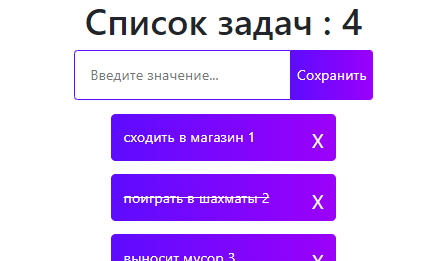 Список задач : 4
Введите значение... Сохранить
сходить в магазин 1 X
поиграть в шахматы 2 X
выносит мусор 3 X